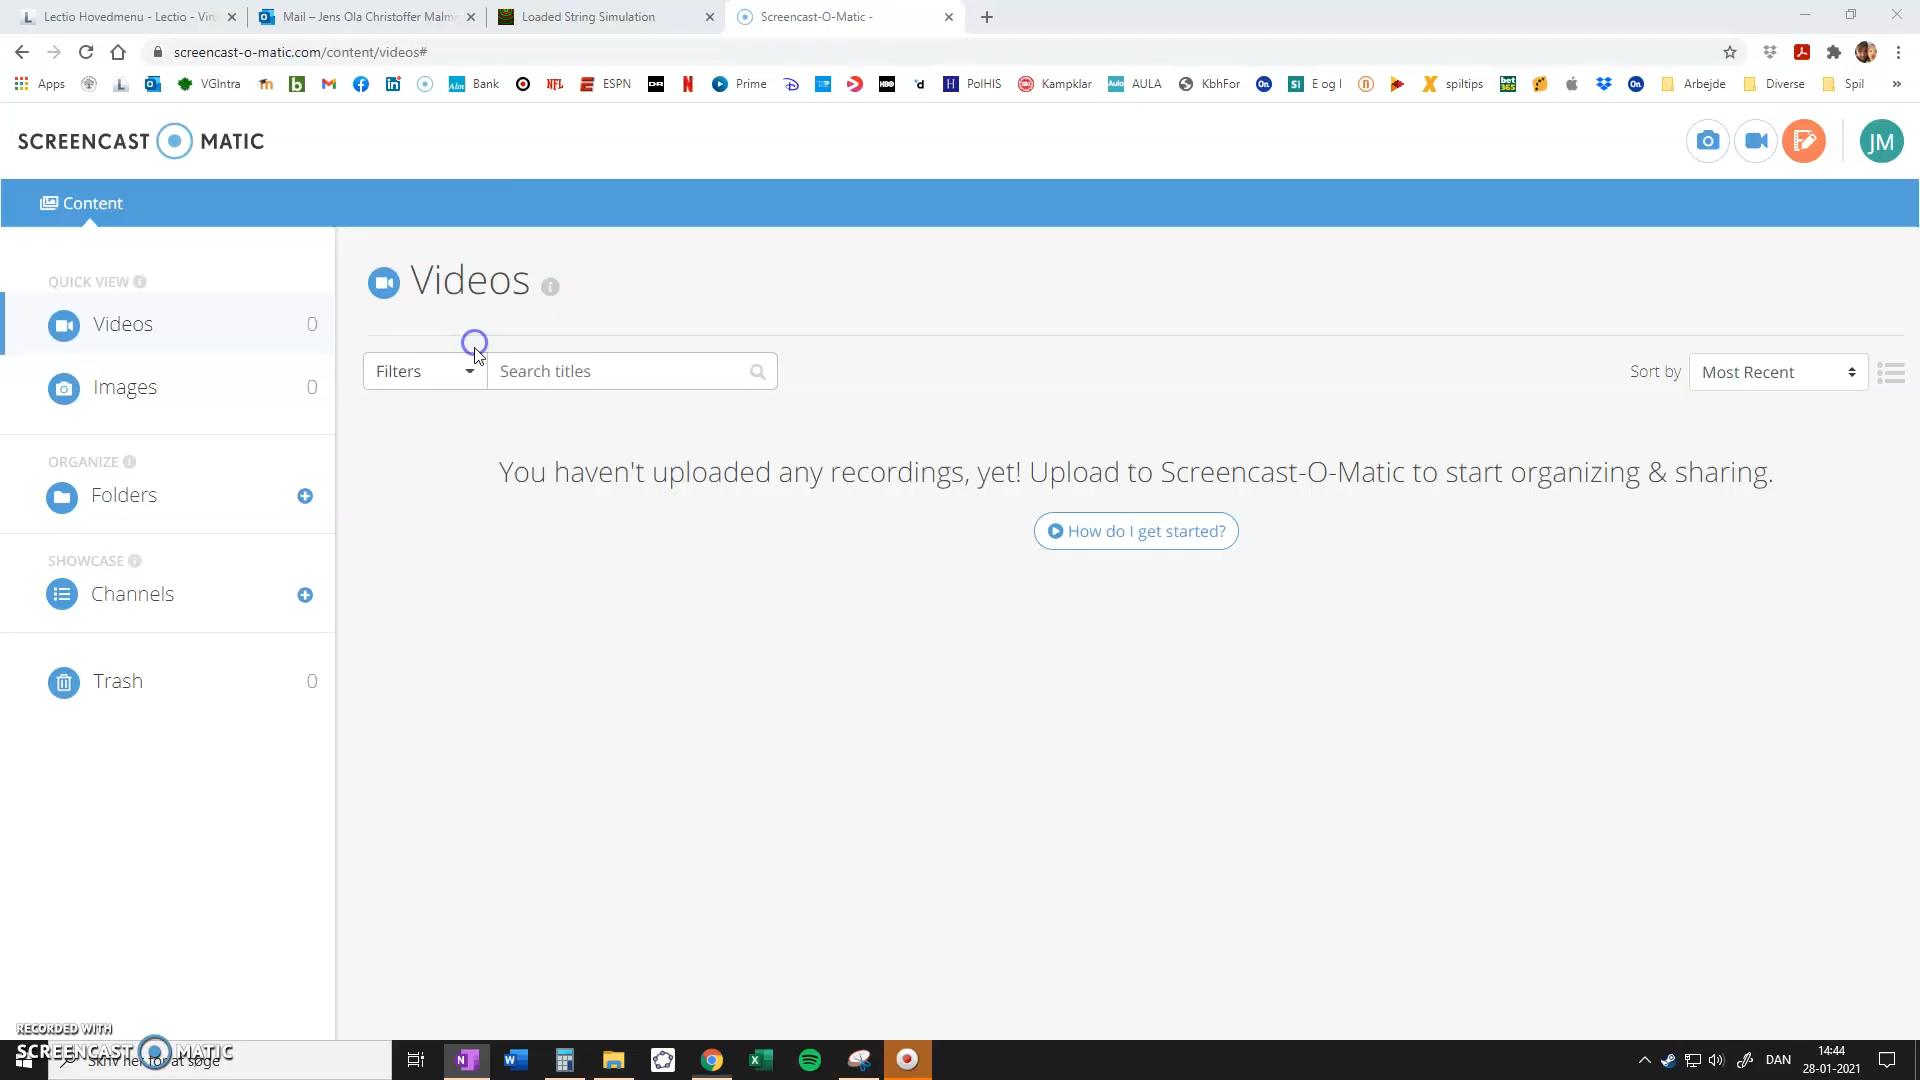 Lectio Hovedmenu - Lectio - Vin
Mail – Jens Ola Christoffer Malm
Loaded String Simulation
Screencast-O-Matic -
screencast-o-matic.com/content/videos#
Apps
VGIntra
Bank
NFL
ESPN
DR
Prime
HBO
PolHIS
Kampklar
AULA
KbhFor
E og I
spiltips
bet365
Arbejde
Diverse
Spil
»
SCREENCAST O MATIC
JM
Content
QUICK VIEW
Videos 0
Images 0
ORGANIZE
Folders
SHOWCASE
Channels
Trash 0
Videos
Filters
Search titles
Sort by
Most Recent
You haven't uploaded any recordings, yet! Upload to Screencast-O-Matic to start organizing & sharing.
How do I get started?
RECORDED WITH
SCREENCAST O MATIC
Skriv her for at søge
DAN
14:44
28-01-2021